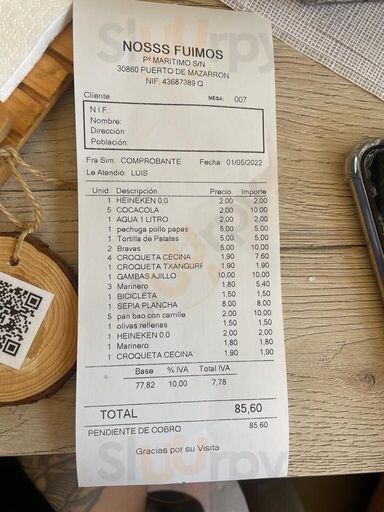 NOSSS FUIMOS
Pº MARITIMO S/N
30860 PUERTO DE MAZARRON
NIF: 43687389 Q
Cliente MESA: 007
N.I.F.:
Nombre:
Dirección:
Población:
Fra Sim: COMPROBANTE Fecha: 01/05/2022
Le Atendió: LUIS
Unid. Descripción Precio Importe
1 HEINEKEN 0,0 2,00 2,00
5 COCACOLA 2,00 10,00
1 AGUA 1 LITRO 2,00 2,00
1 pechuga pollo papas 5,00 5,00
1 Tortilla de Patatas 5,00 5,00
2 Bravas 5,00 10,00
4 CROQUETA CECINA 1,90 7,60
1 CROQUETA TXANGURF 1,90 1,90
1 GAMBAS AJILLO 10,00 10,00
3 Marinero 1,80 5,40
1 BICICLETA 1,50 1,50
1 SEPIA PLANCHA 8,00 8,00
5 pan bao con carrille 2,00 10,00
1 olivas rellenas 1,50 1,50
1 HEINEKEN 0.0 2,00 2,00
1 Marinero 1,80 1,80
1 CROQUETA CECINA 1,90 1,90
Base % IVA Total IVA
77,82 10,00 7,78
TOTAL 85,60
PENDIENTE DE COBRO 85,60
Gracias por su Visita
Sluurpy
Sluurpy